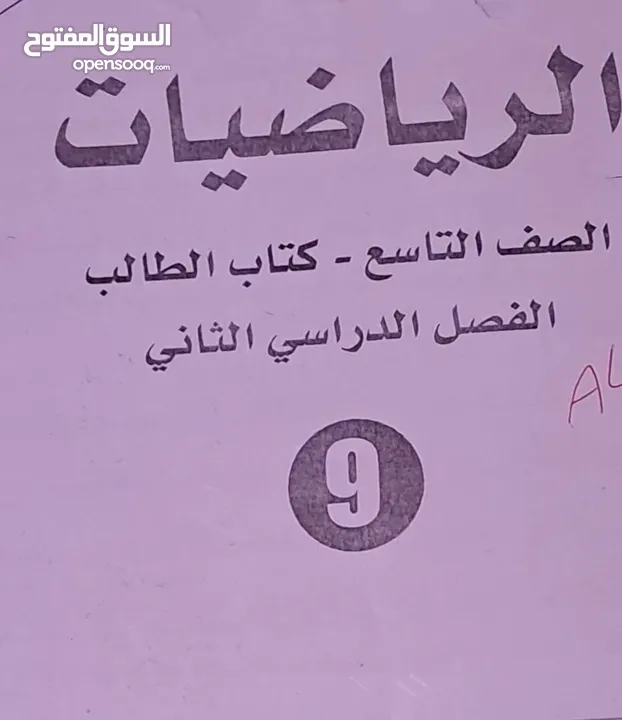 السوق المفتوح
opensooq.com
الرياضيات
الصف التاسع - كتاب الطالب
الفصل الدراسي الثاني
9